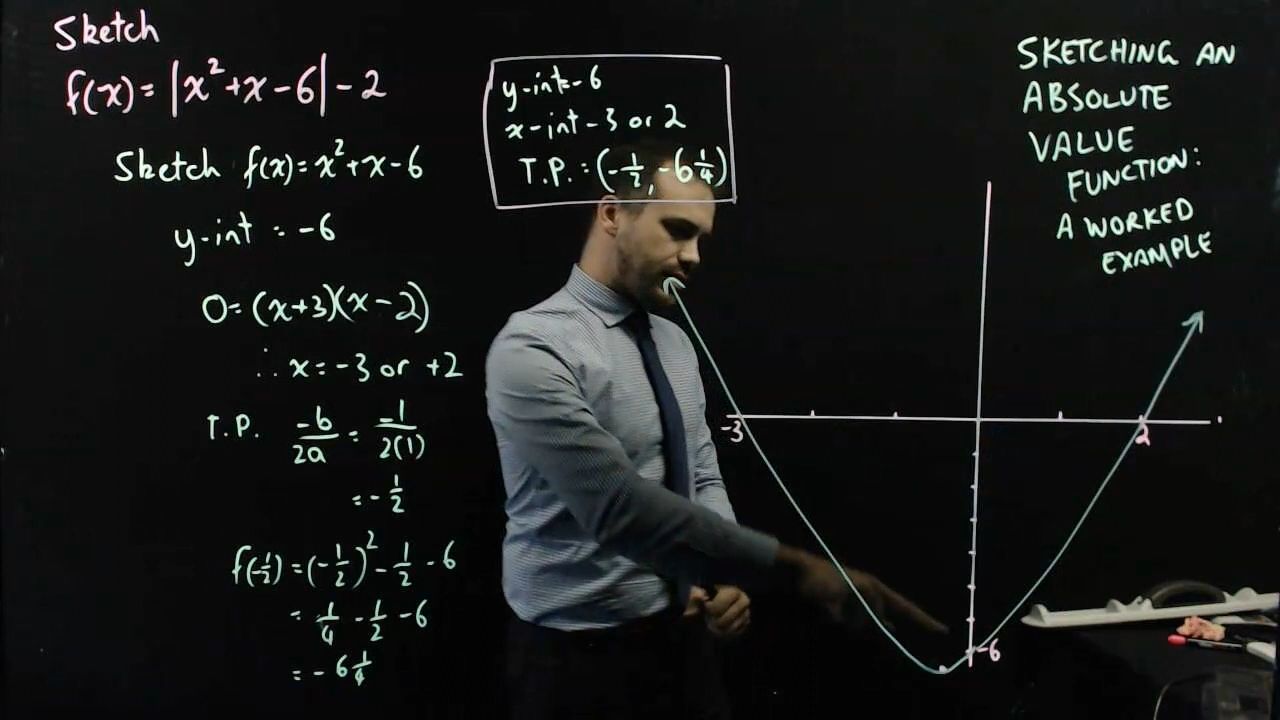 Sketch
f(x) = |x² + x - 6| - 2
Sketch f(x) = x² + x - 6
y-int = -6
0 = (x+3)(x-2)
∴ x = -3 or +2
T.P. -b/2a = -1/2(1)
= -1/2
f(-1/2) = (-1/2)² - 1/2 - 6
= 1/4 - 1/2 - 6
= -6 1/4
y-int = -6
x-int -3 or 2
T.P. : (-1/2, -6 1/4)
SKETCHING AN
ABSOLUTE
VALUE
FUNCTION:
A WORKED
EXAMPLE
-3
2
-6